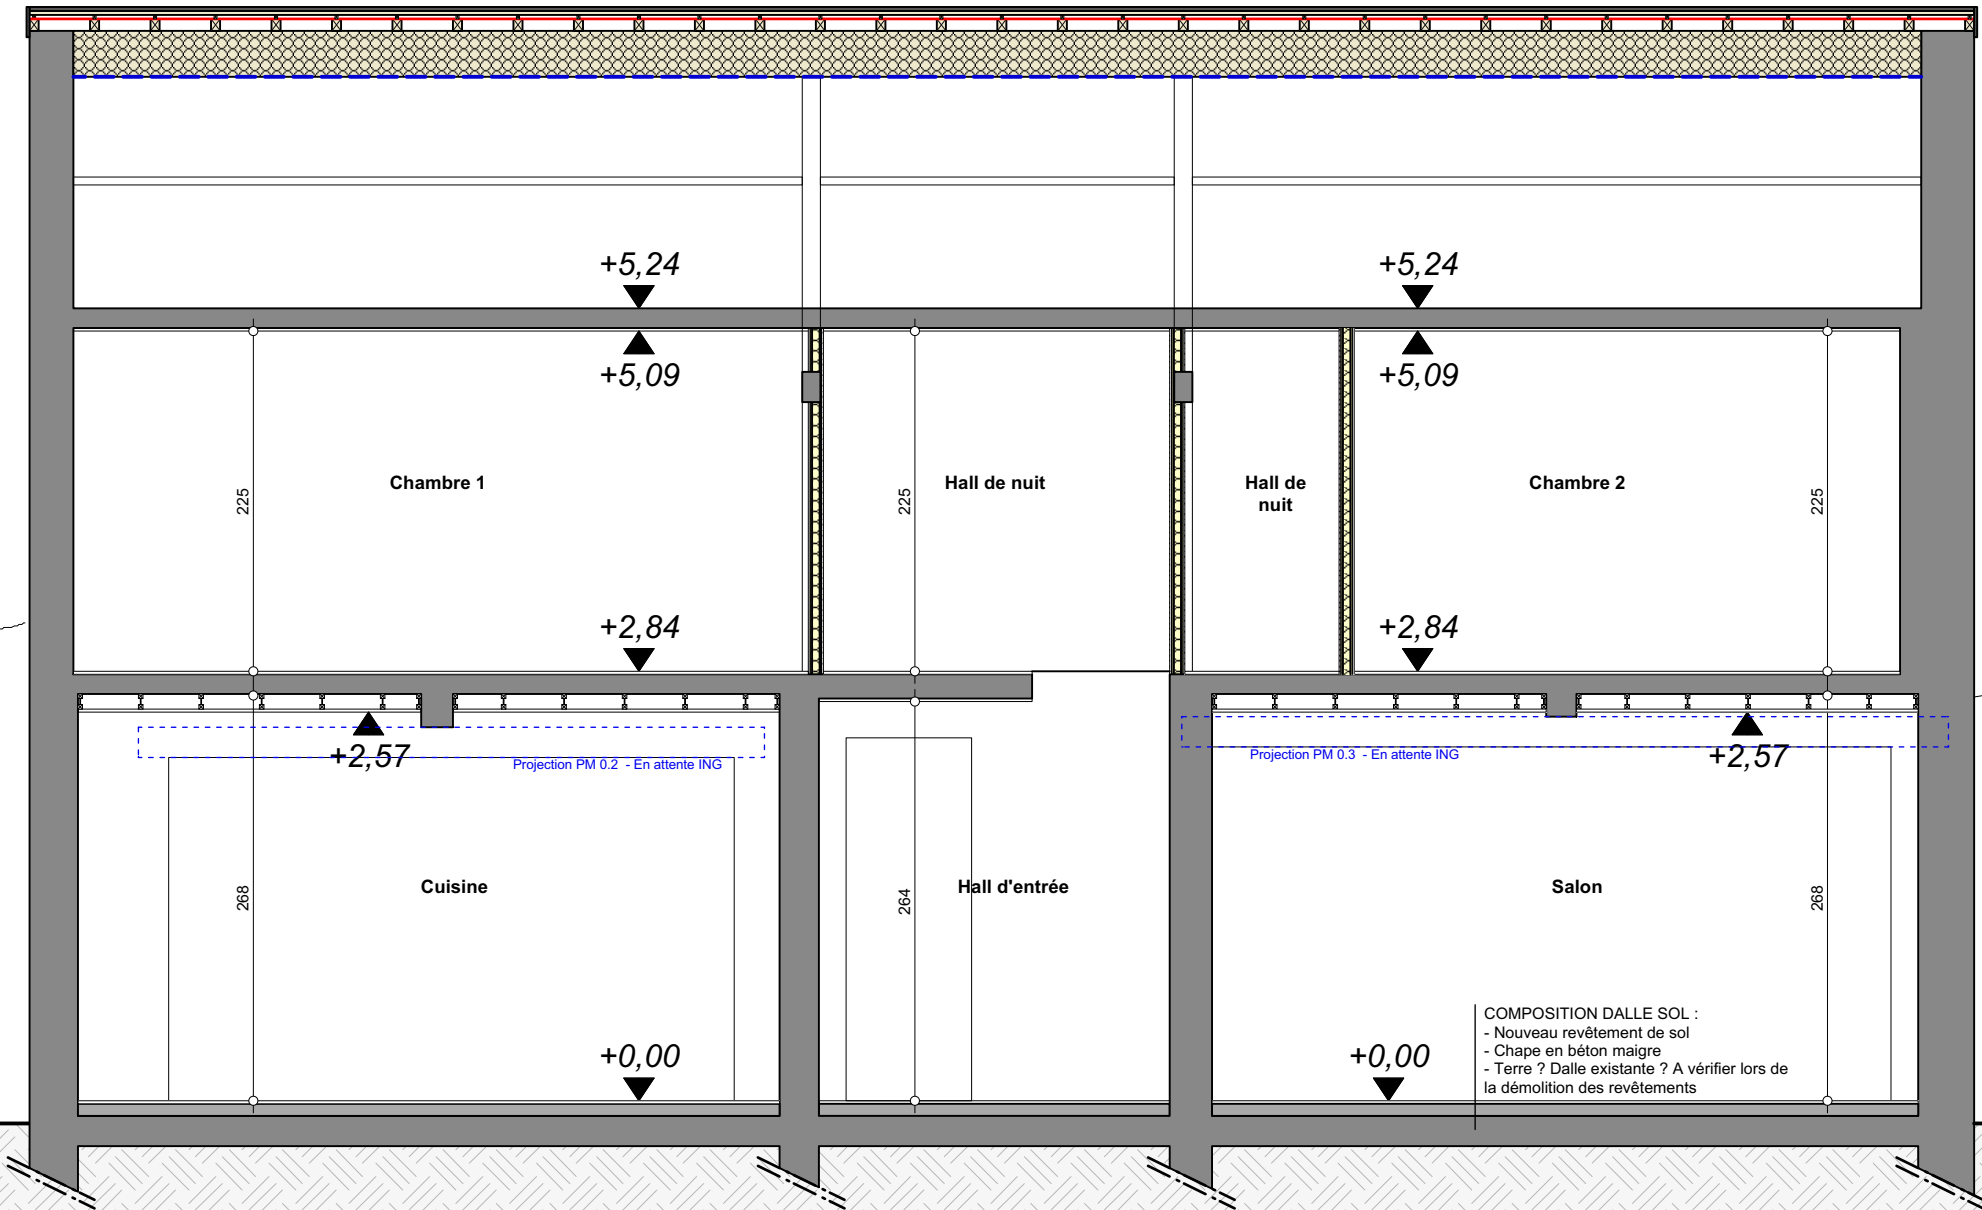 +5,24
+5,24
+5,09
+5,09
Chambre 1
Hall de nuit
Hall de
nuit
Chambre 2
225
225
225
+2,84
+2,84
+2,57
+2,57
Projection PM 0.2 - En attente ING
Projection PM 0.3 - En attente ING
Cuisine
Hall d'entrée
Salon
268
264
268
+0,00
+0,00
COMPOSITION DALLE SOL :
- Nouveau revêtement de sol
- Chape en béton maigre
- Terre ? Dalle existante ? A vérifier lors de
la démolition des revêtements